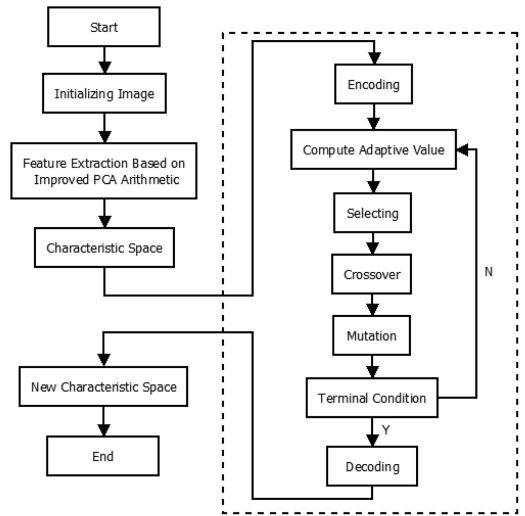 Start
Initializing Image
Feature Extraction Based on
Improved PCA Arithmetic
Characteristic Space
Encoding
Compute Adaptive Value
Selecting
Crossover
N
Mutation
Terminal Condition
Y
Decoding
New Characteristic Space
End